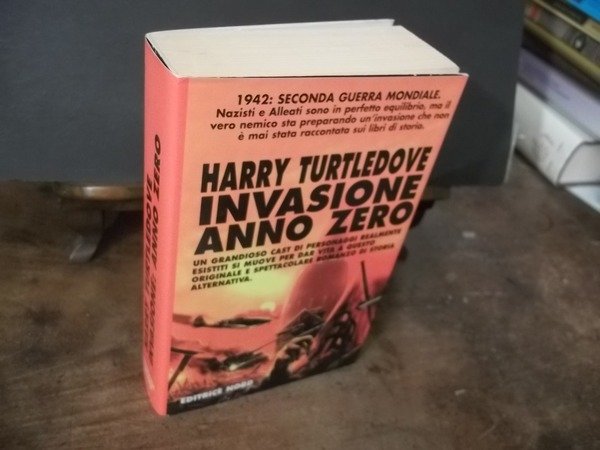 1942: SECONDA GUERRA MONDIALE.
Nazisti e Alleati sono in perfetto equilibrio, ma il
vero nemico sta preparando un'invasione che non
è mai stata raccontata sui libri di storia.
HARRY TURTLEDOVE
INVASIONE
ANNO ZERO
UN GRANDIOSO CAST DI PERSONAGGI REALMENTE
ESISTITI SI MUOVE PER DAR VITA A QUESTO
ORIGINALE E SPETTACOLARE ROMANZO DI STORIA
ALTERNATIVA.
EDITRICE NORD
HARRY TURTLEDOVE
INVASIONE ANNO ZERO